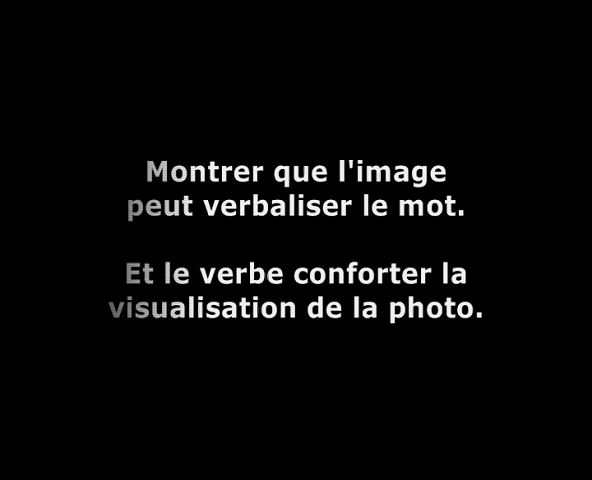 Montrer que l'image
peut verbaliser le mot.
Et le verbe conforter la
visualisation de la photo.